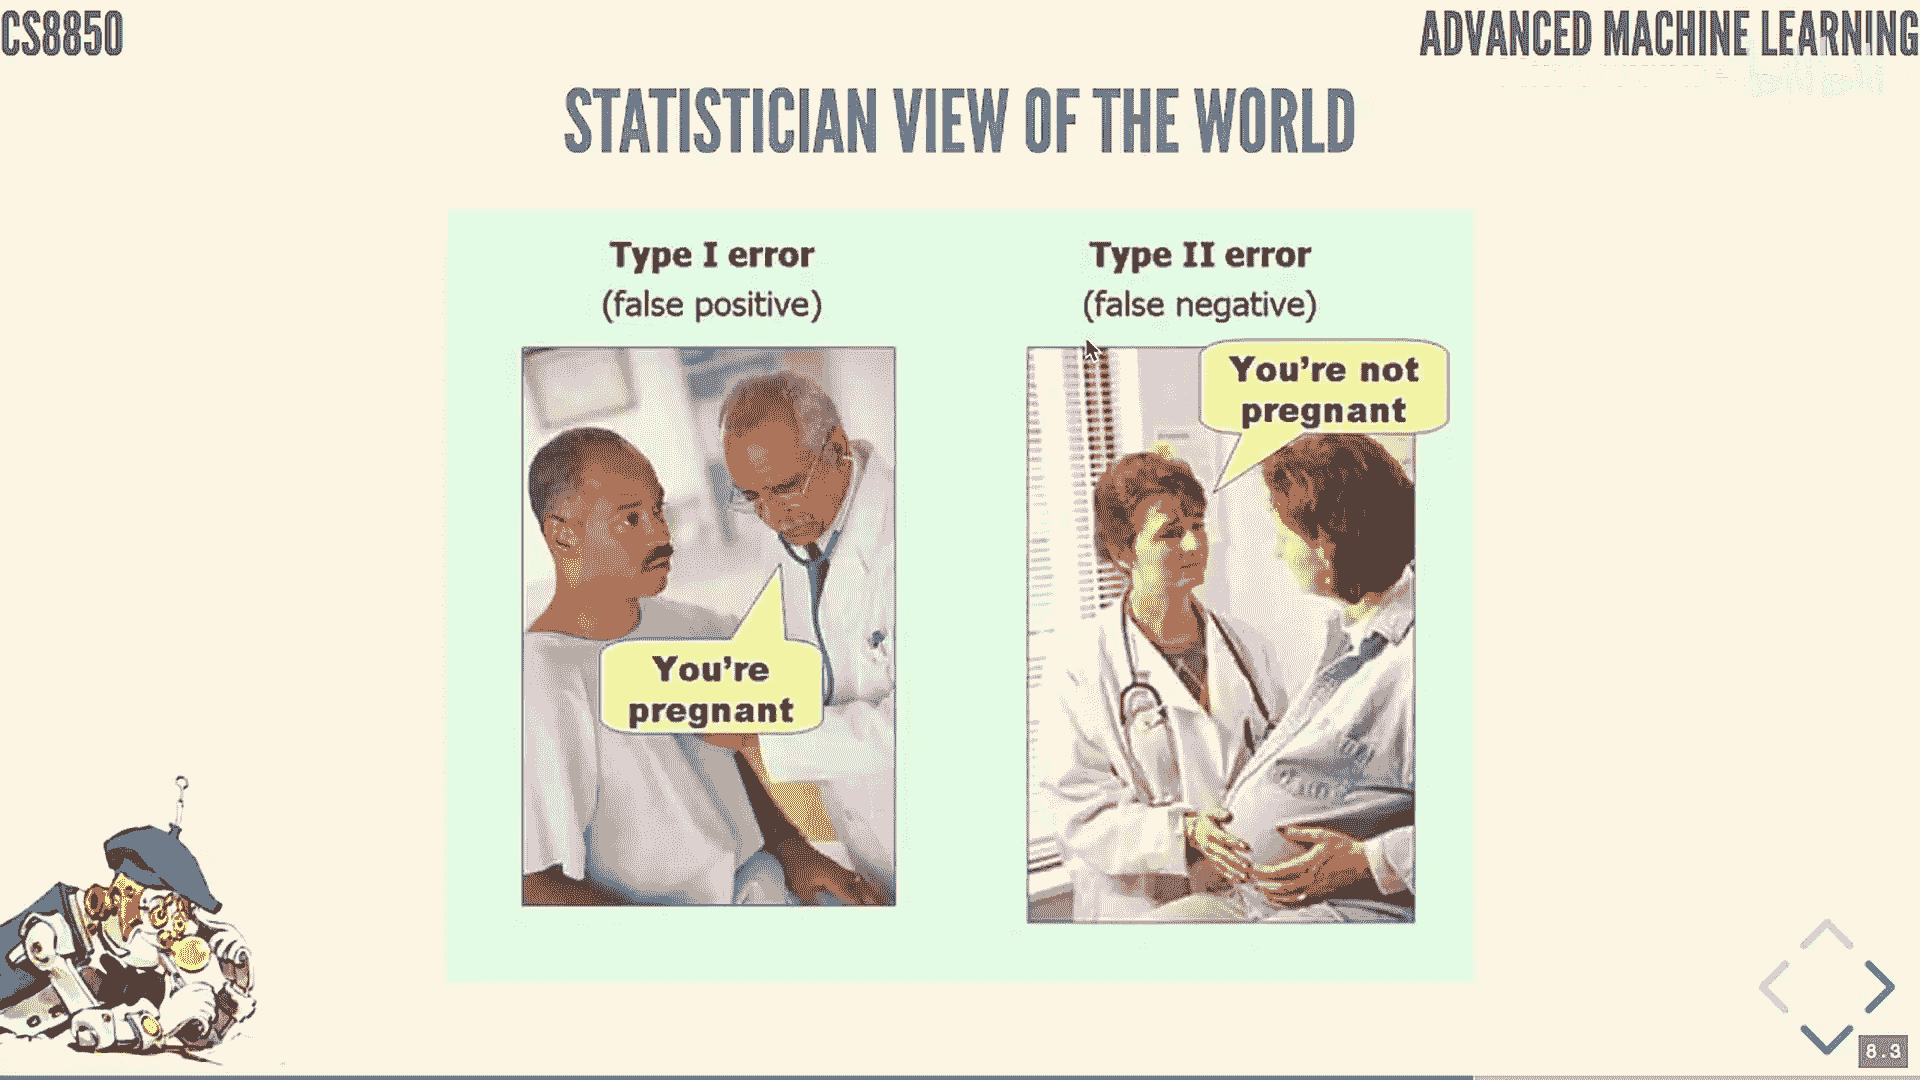 CS8850
ADVANCED MACHINE LEARNING
STATISTICIAN VIEW OF THE WORLD
Type I error
(false positive)
Type II error
(false negative)
You're
pregnant
You're not
pregnant
8.3